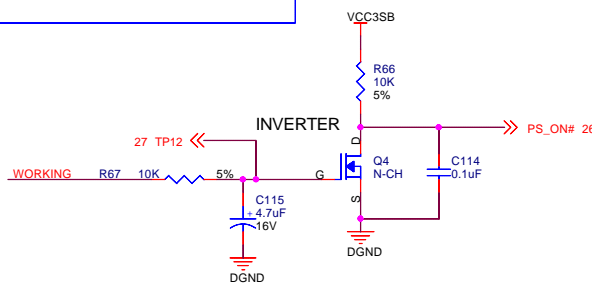 VCC3SB
R66
10K
5%
INVERTER
27 TP12
D
PS_ON# 26
Q4
N-CH
C114
0.1uF
WORKING R67 10K 5%
G
S
C115
+ 4.7uF
16V
DGND
DGND